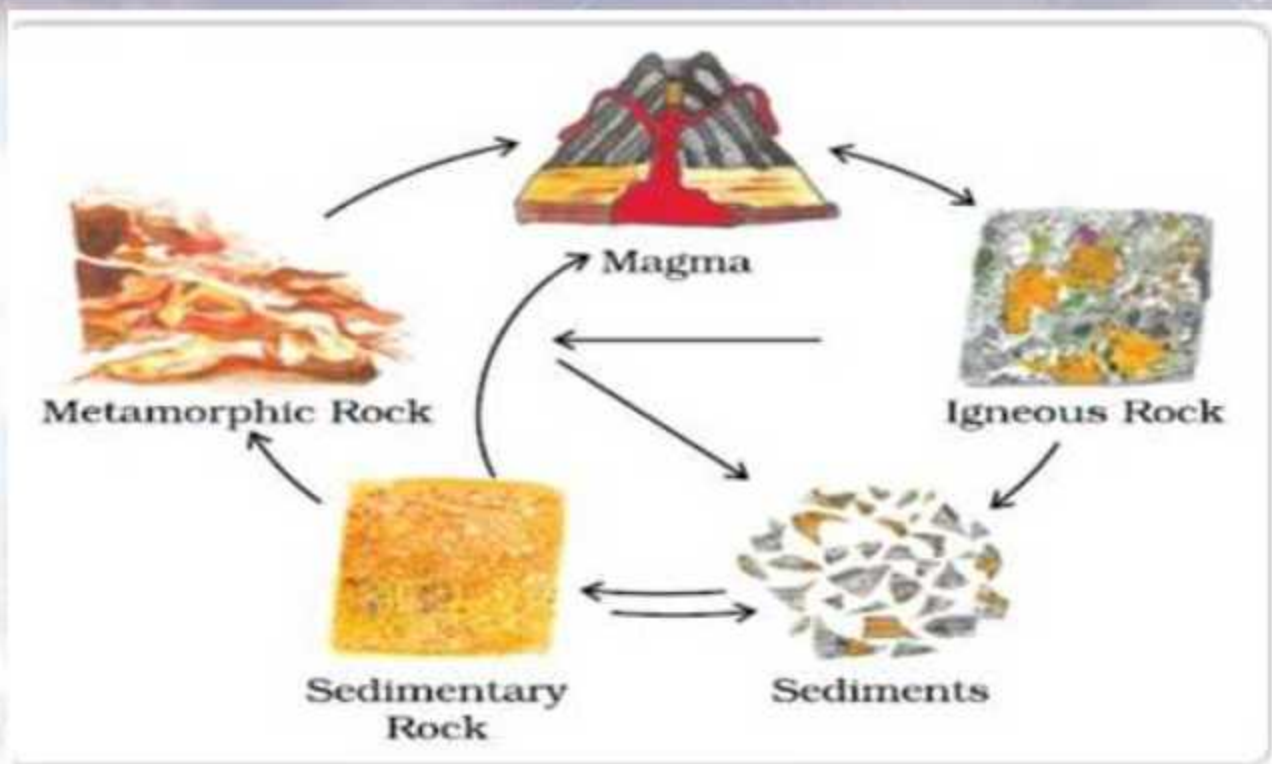 Magma
Metamorphic Rock
Igneous Rock
Sedimentary
Rock
Sediments